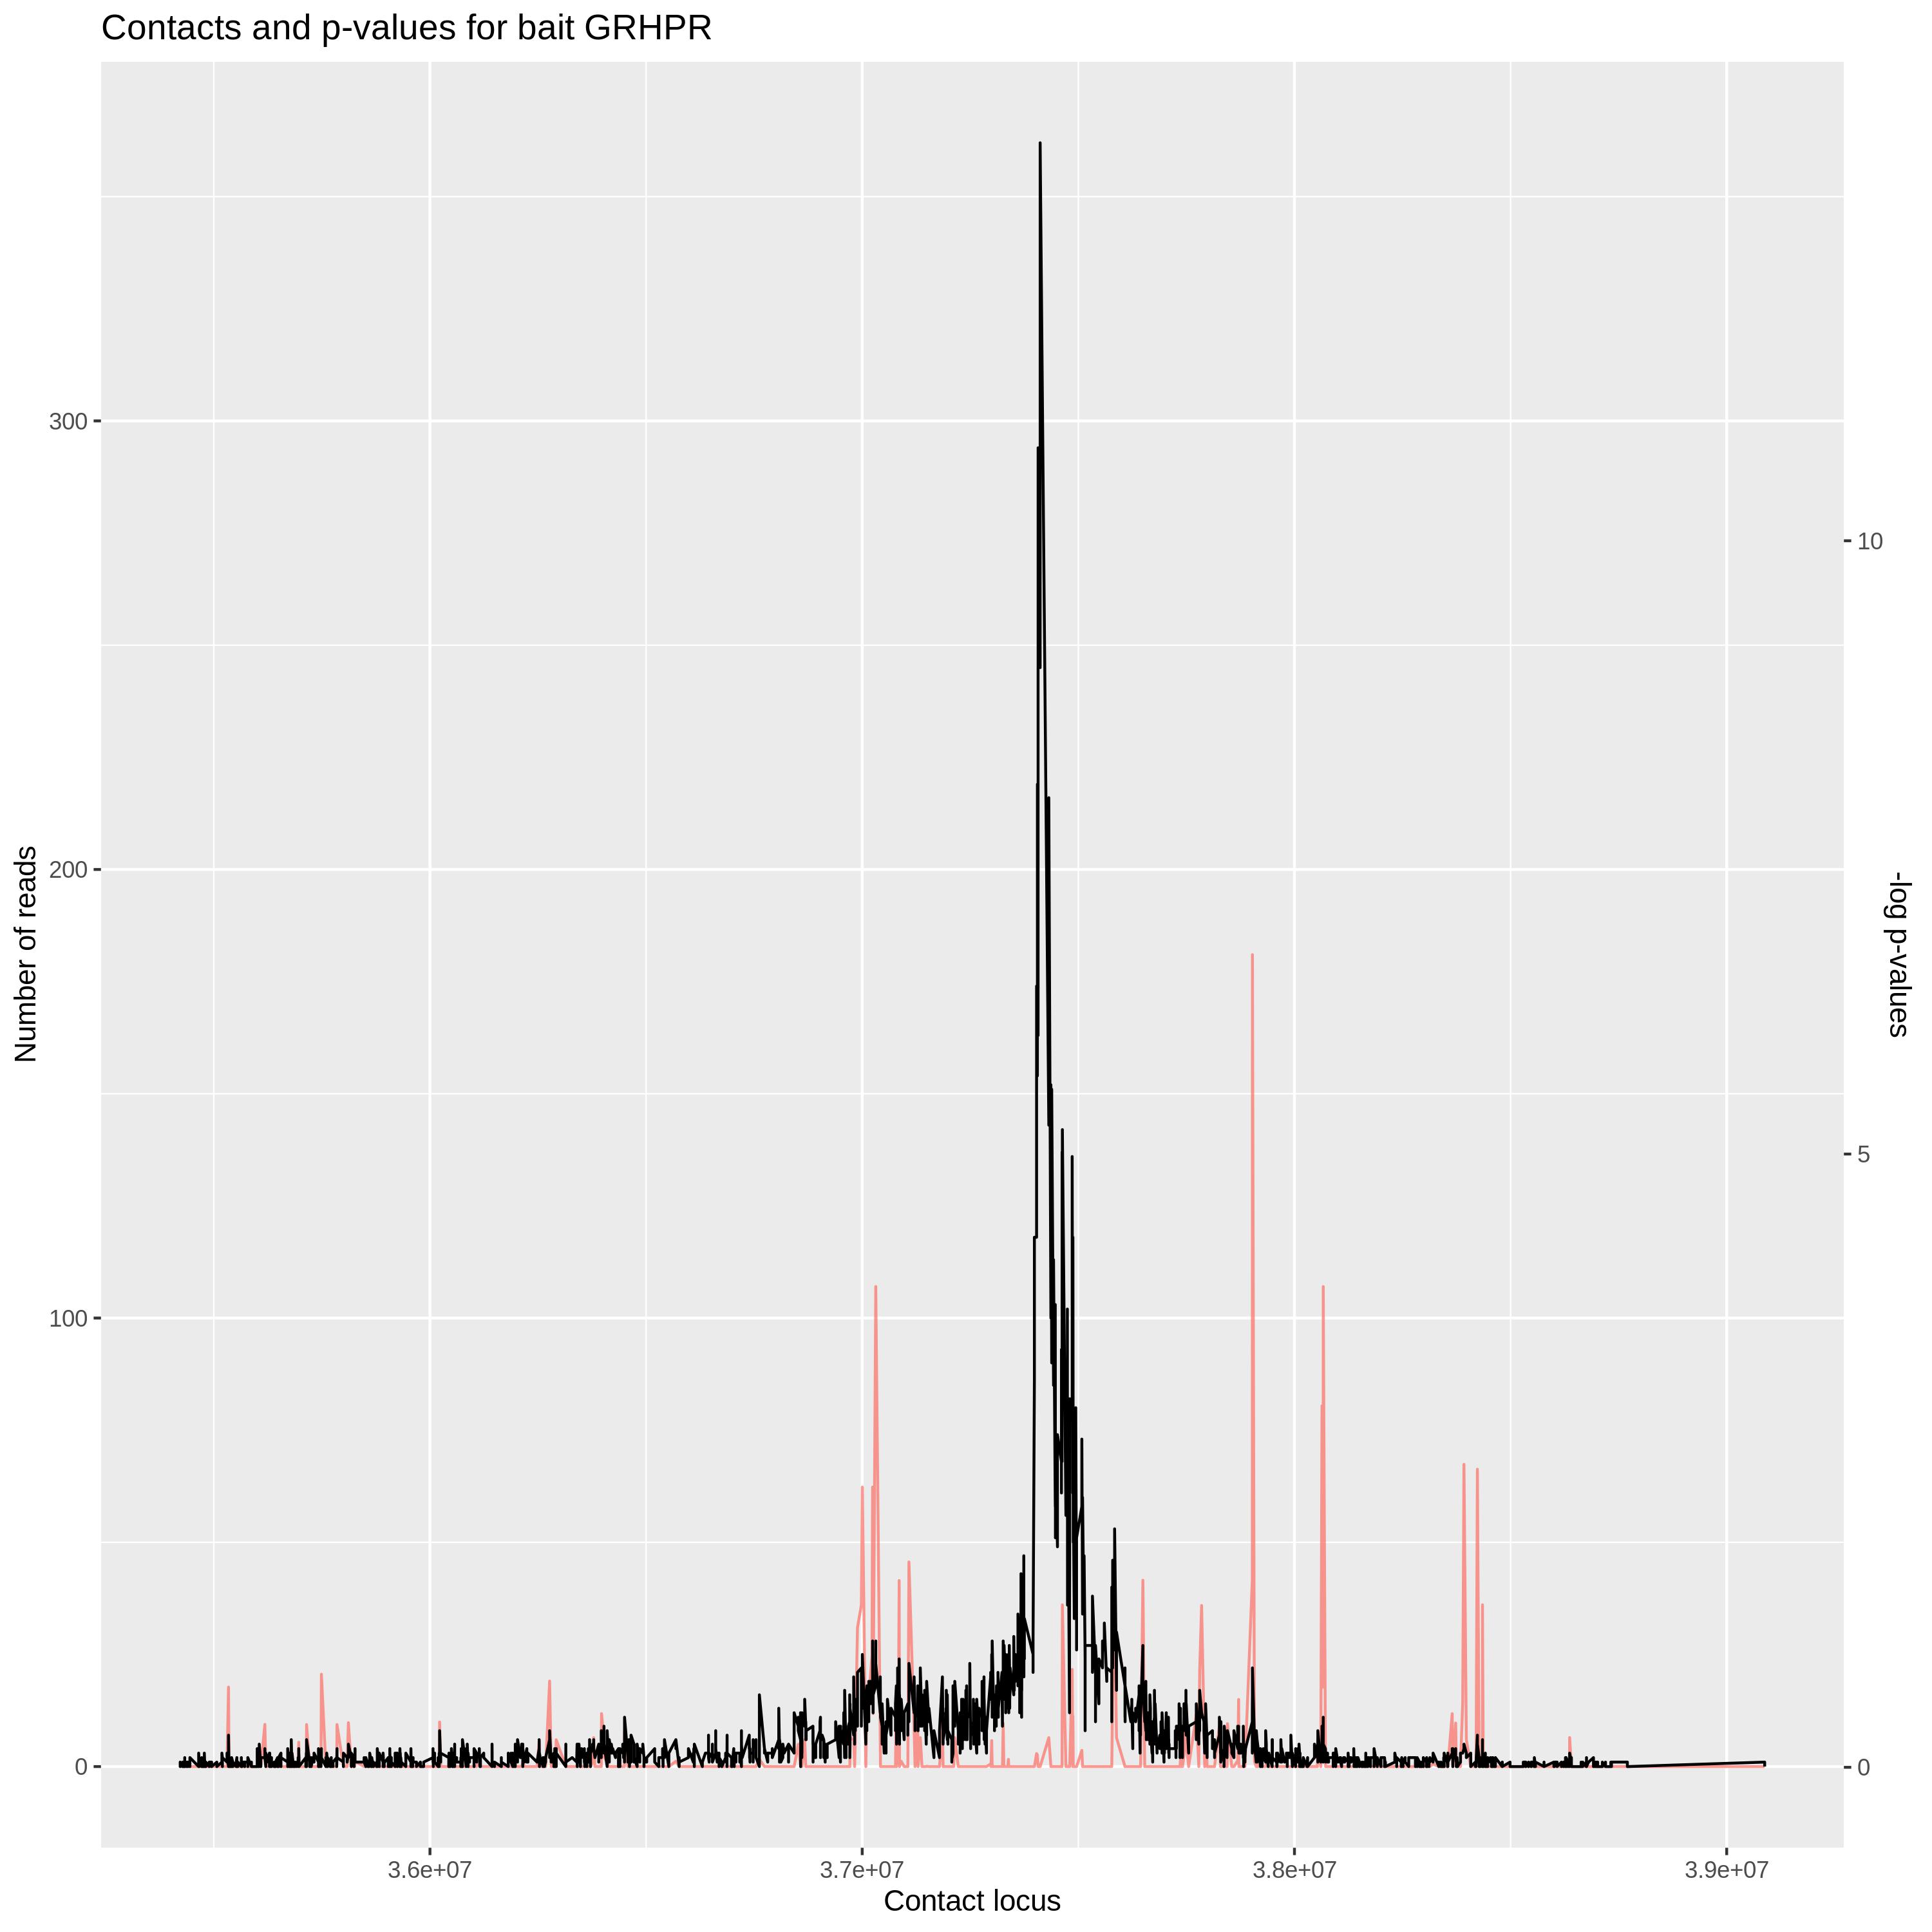 Contacts and p-values for bait GRHPR
300
200
100
0
10
5
0
Number of reads
-log p-values
3.6e+07
3.7e+07
3.8e+07
3.9e+07
Contact locus